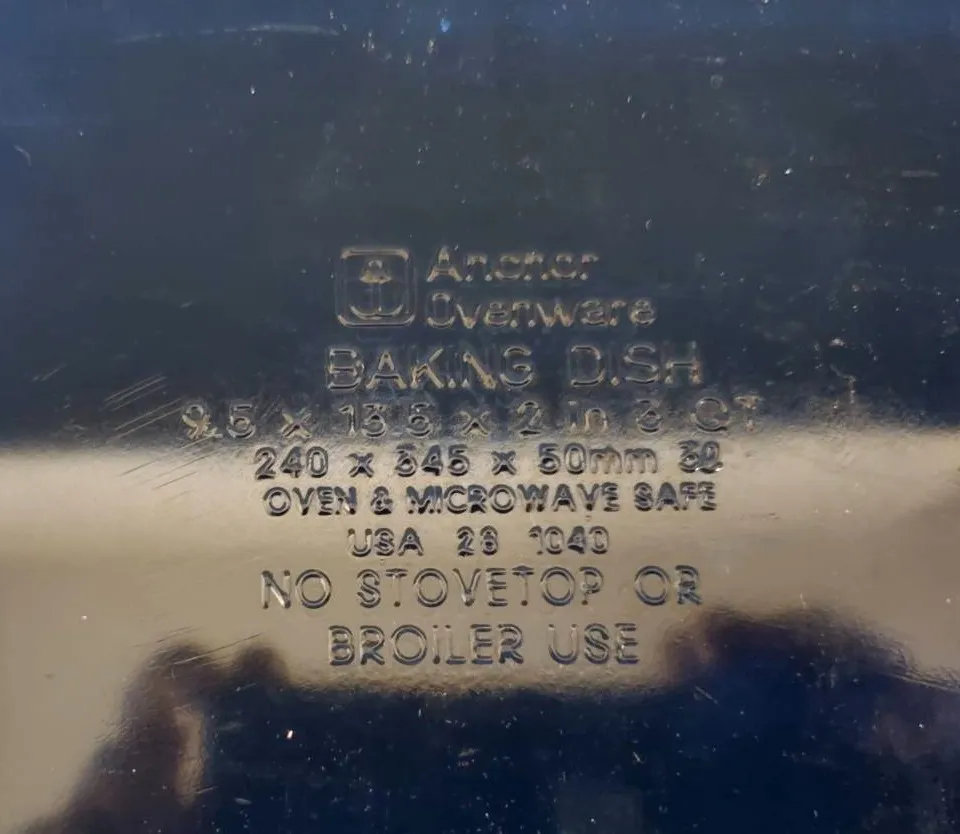 Anchor
Ovenware
BAKING DISH
9.5 x 13.5 x 2 in 3 QT
240 x 345 x 50mm 3ℓ
OVEN & MICROWAVE SAFE
USA 28 1040
NO STOVETOP OR
BROILER USE